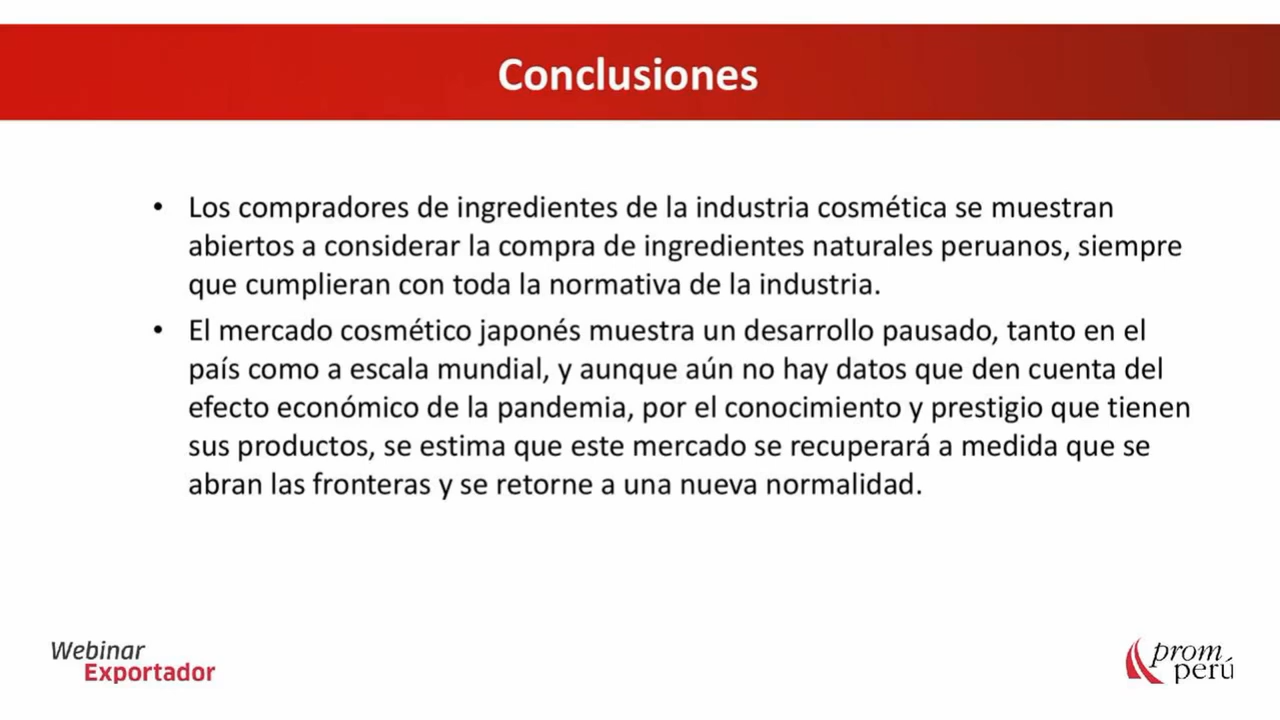 Conclusiones
• Los compradores de ingredientes de la industria cosmética se muestran
abiertos a considerar la compra de ingredientes naturales peruanos, siempre
que cumplieran con toda la normativa de la industria.
• El mercado cosmético japonés muestra un desarrollo pausado, tanto en el
país como a escala mundial, y aunque aún no hay datos que den cuenta del
efecto económico de la pandemia, por el conocimiento y prestigio que tienen
sus productos, se estima que este mercado se recuperará a medida que se
abran las fronteras y se retorne a una nueva normalidad.
Webinar
Exportador
prom
perú